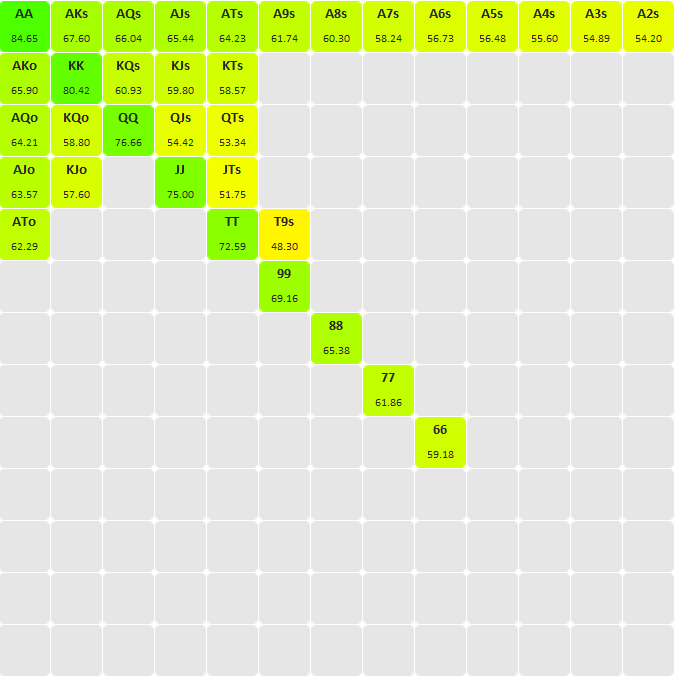 AA AKs AQs AJs ATs A9s A8s A7s A6s A5s A4s A3s A2s
84.65 67.60 66.04 65.44 64.23 61.74 60.30 58.24 56.73 56.48 55.60 54.89 54.20
AKo KK KQs KJs KTs
65.90 80.42 60.93 59.80 58.57
AQo KQo QQ QJs QTs
64.21 58.80 76.66 54.42 53.34
AJo KJo JJ JTs
63.57 57.60 75.00 51.75
ATo TT T9s
62.29 72.59 48.30
99
69.16
88
65.38
77
61.86
66
59.18